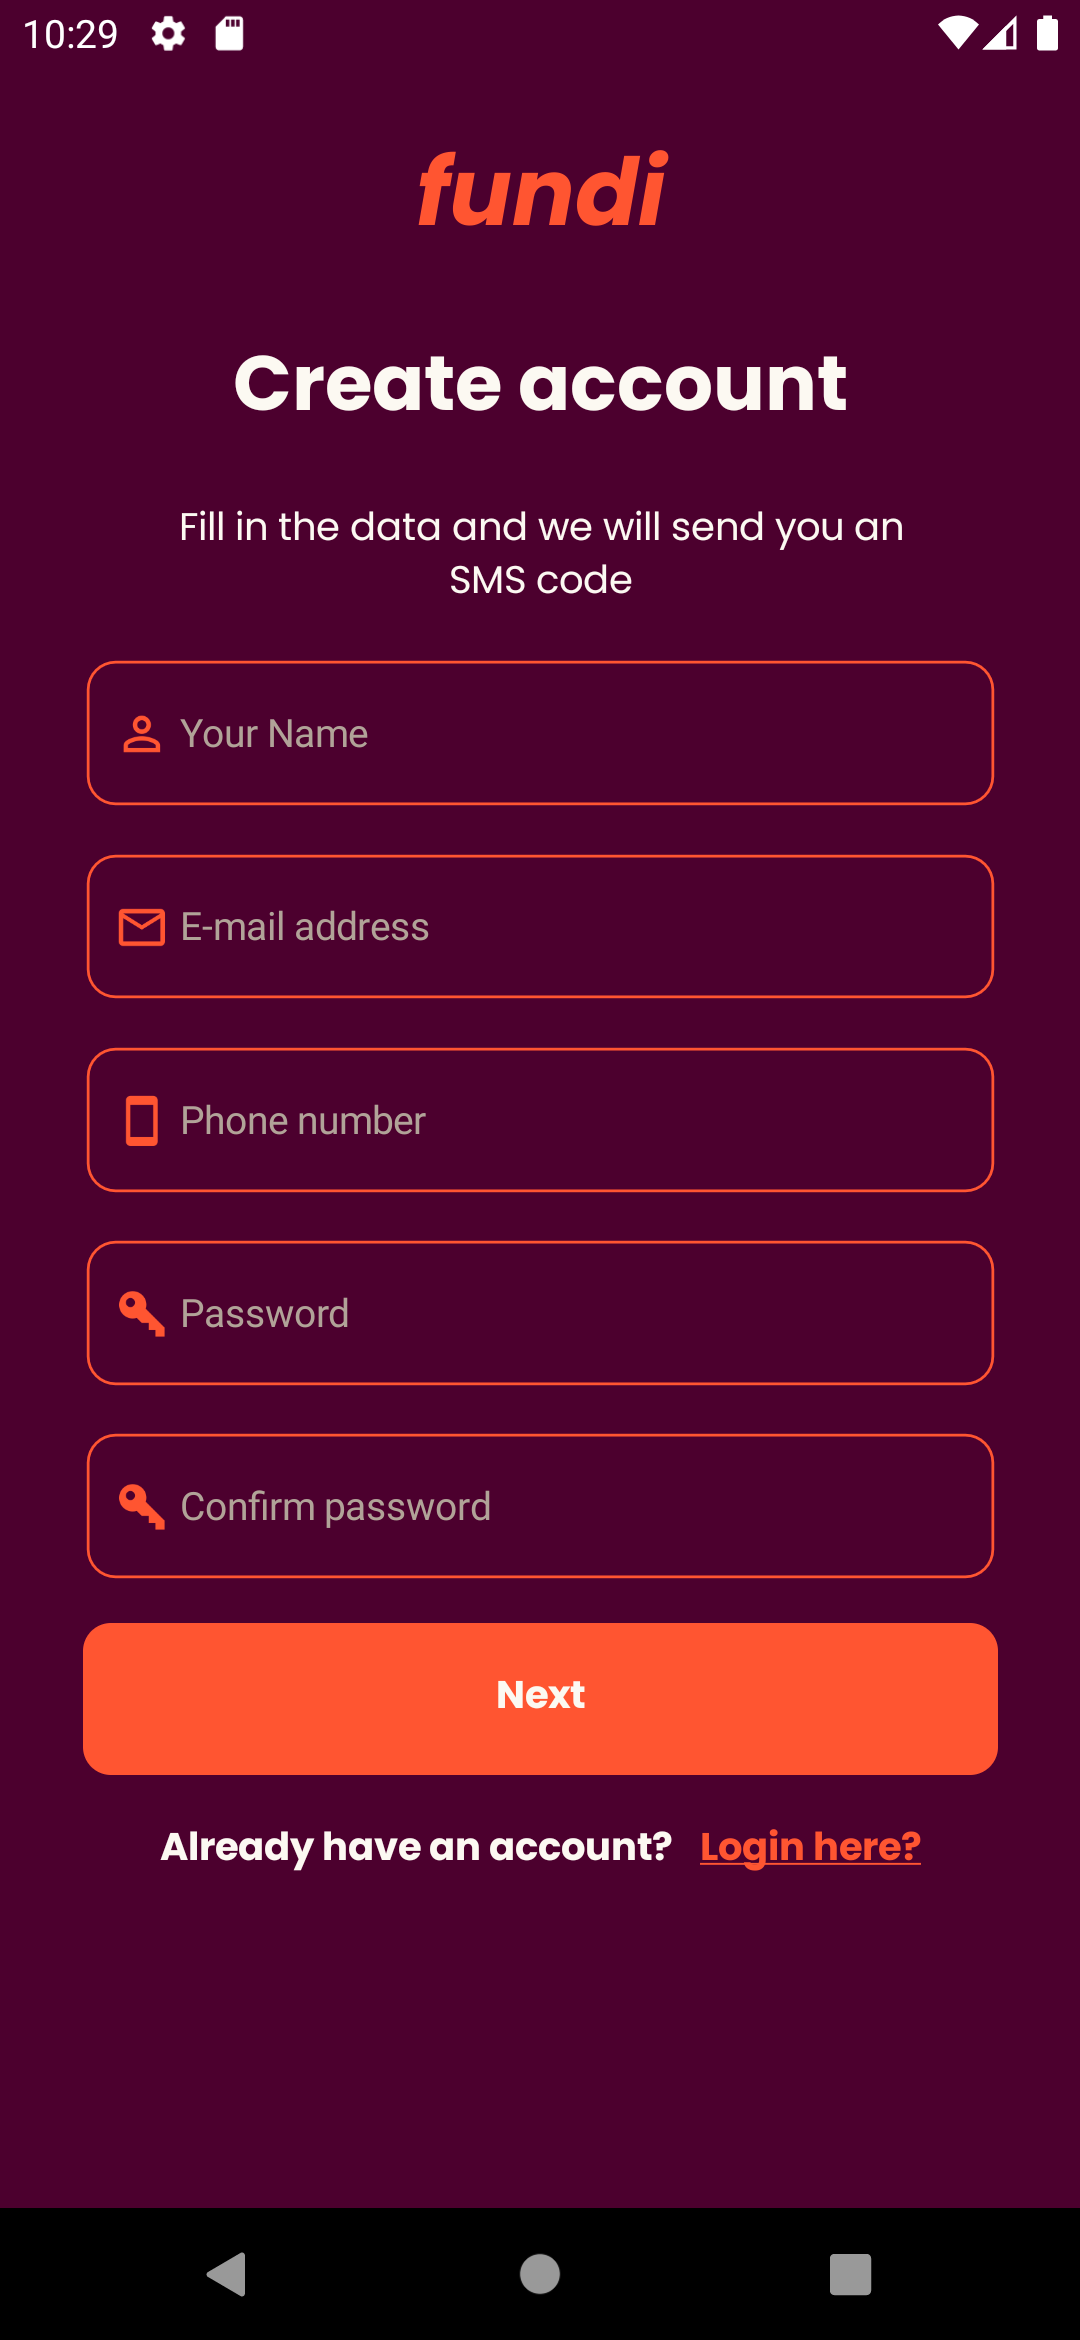 10:29
fundi
Create account
Fill in the data and we will send you an
SMS code
Your Name
E-mail address
Phone number
Password
Confirm password
Next
Already have an account? Login here?